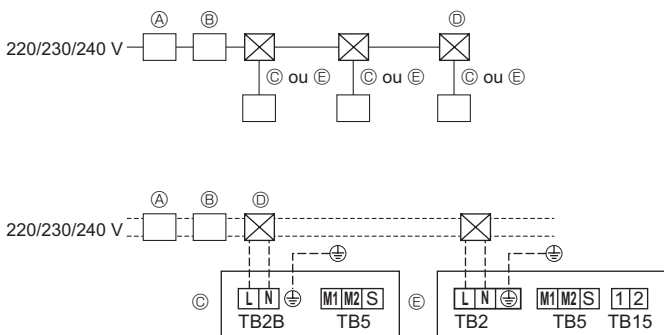 Ⓐ Ⓑ Ⓓ
220/230/240 V
Ⓒ ou Ⓔ Ⓒ ou Ⓔ Ⓒ ou Ⓔ
Ⓐ Ⓑ Ⓓ
220/230/240 V
Ⓒ L N M1 M2 S Ⓔ L N M1 M2 S 1 2
TB2B TB5 TB2 TB5 TB15